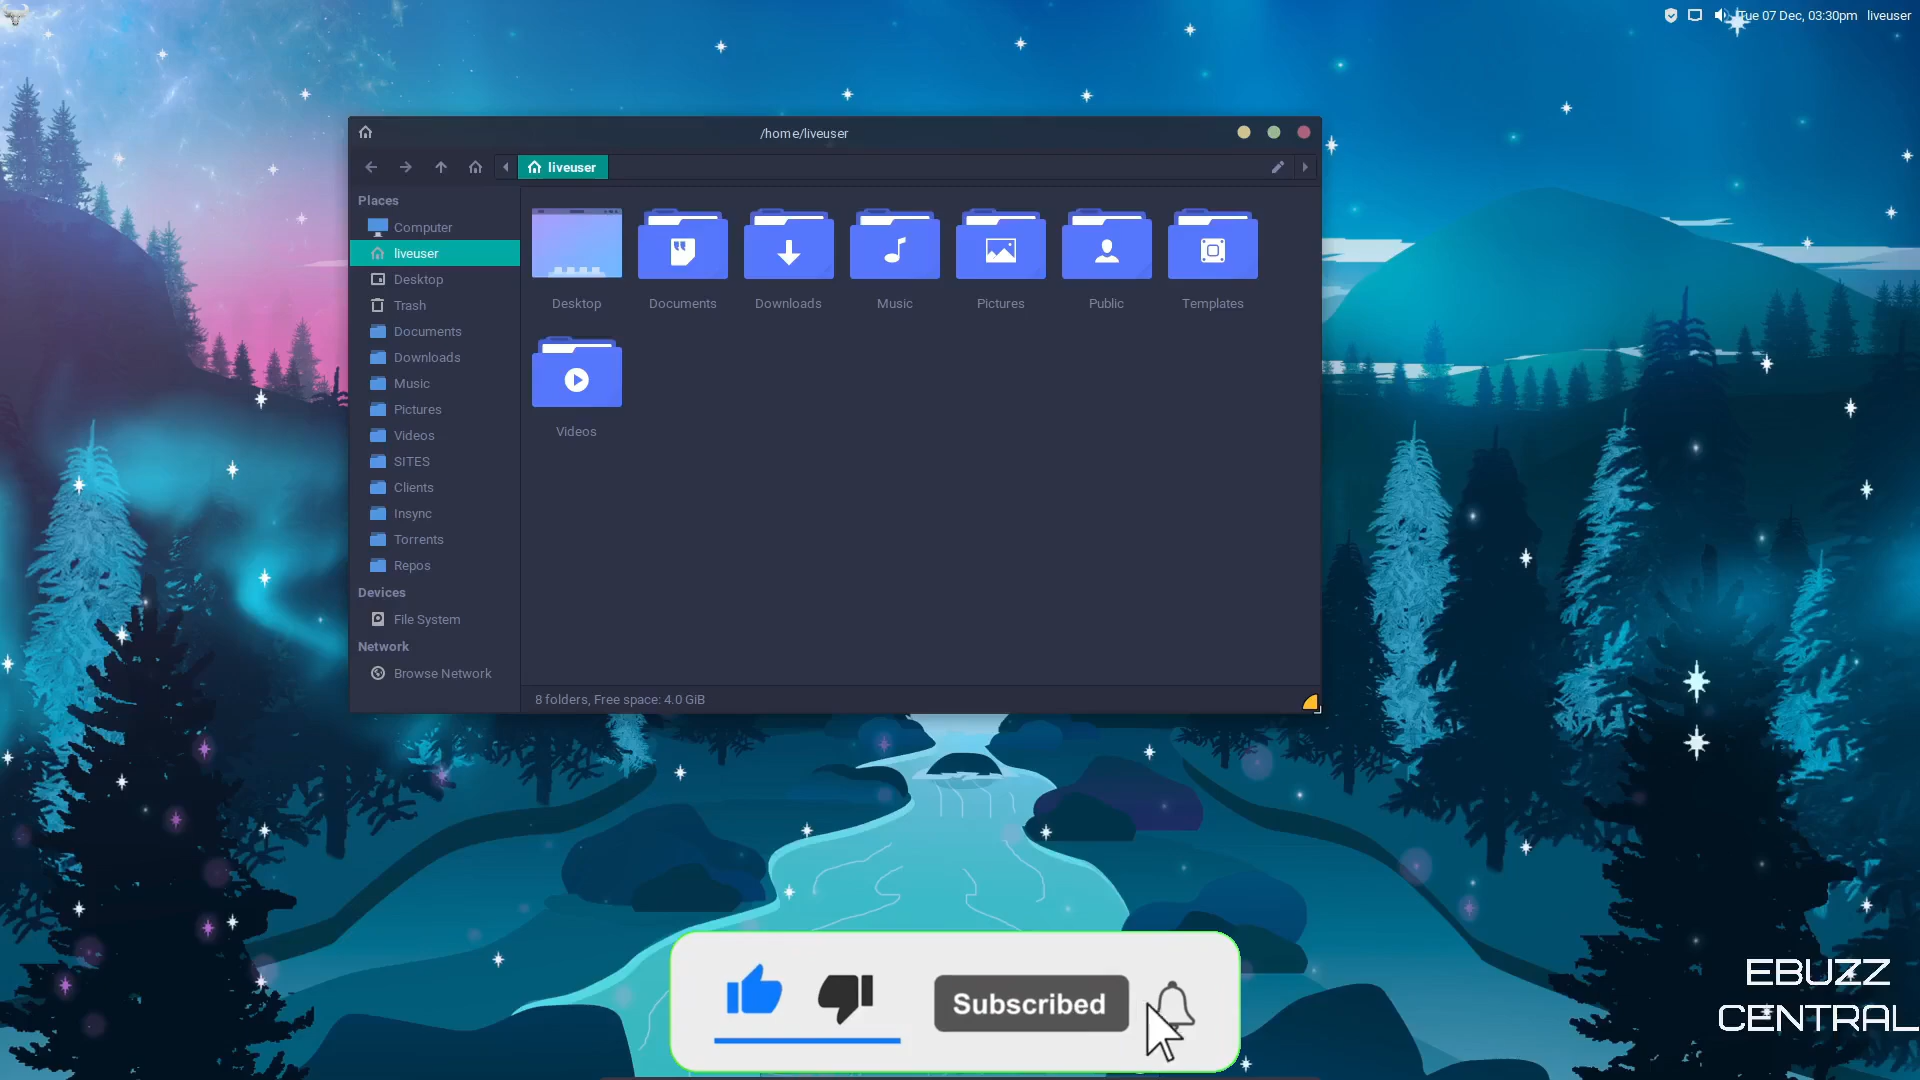 Tue 07 Dec, 03:30pm liveuser
/home/liveuser
liveuser
Places
Computer
liveuser
Desktop
Trash
Documents
Downloads
Music
Pictures
Videos
SITES
Clients
Insync
Torrents
Repos
Devices
File System
Network
Browse Network
Desktop
Documents
Downloads
Music
Pictures
Public
Templates
Videos
8 folders, Free space: 4.0 GiB
Subscribed
EBUZZ
CENTRAL